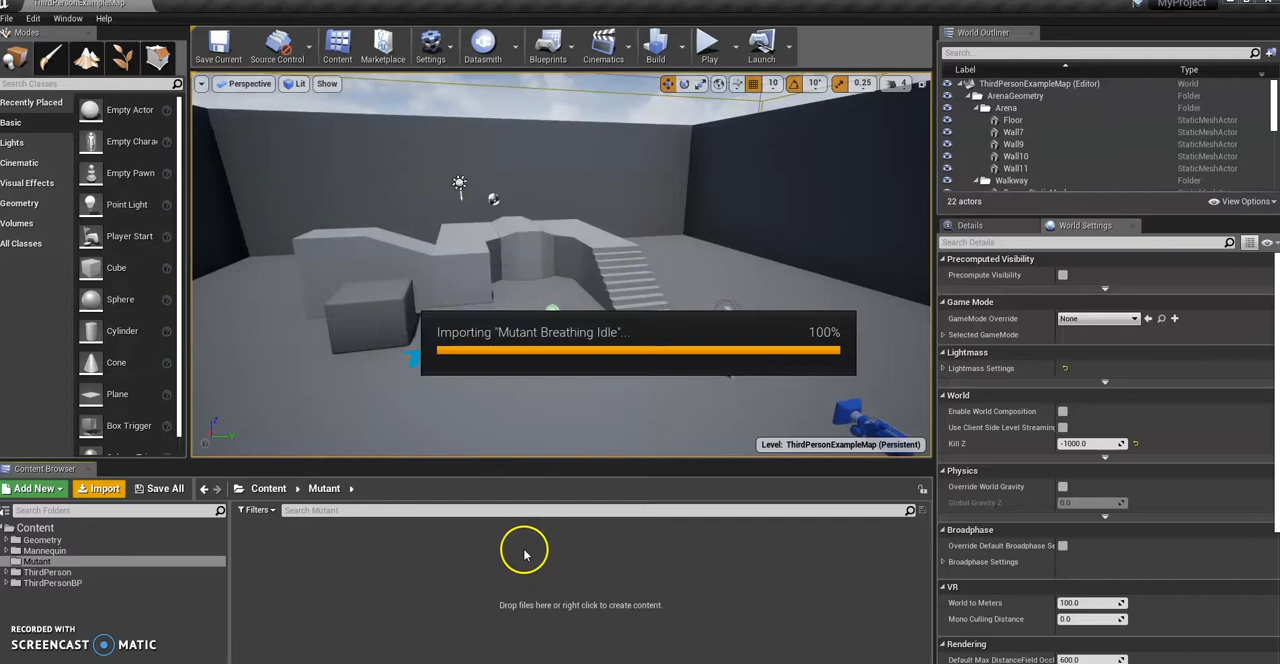 ThirdPersonExampleMap
MyProject
File Edit Window Help
Modes
Search Classes
Recently Placed
Basic
Lights
Cinematic
Visual Effects
Geometry
Volumes
All Classes
Empty Actor
Empty Chara
Empty Pawn
Point Light
Player Start
Cube
Sphere
Cylinder
Cone
Plane
Box Trigger
Save Current
Source Control
Content
Marketplace
Settings
Datasmith
Blueprints
Cinematics
Build
Play
Launch
Perspective
Lit
Show
10
10°
0.25
4
Importing "Mutant Breathing Idle"...
100%
Level: ThirdPersonExampleMap (Persistent)
World Outliner
Search...
Label
Type
ThirdPersonExampleMap (Editor) World
ArenaGeometry Folder
Arena Folder
Floor StaticMeshActor
Wall7 StaticMeshActor
Wall9 StaticMeshActor
Wall10 StaticMeshActor
Wall11 StaticMeshActor
Walkway Folder
22 actors
View Options
Details
World Settings
Search Details
Precomputed Visibility
Precompute Visibility
Game Mode
GameMode Override None
Selected GameMode
Lightmass
Lightmass Settings
World
Enable World Composition
Use Client Side Level Streaming
Kill Z -1000.0
Physics
Override World Gravity
Global Gravity Z 0.0
Broadphase
Override Default Broadphase Se
Broadphase Settings
VR
World to Meters 100.0
Mono Culling Distance 0.0
Rendering
Default Max DistanceField Occl 600.0
Content Browser
Add New
Import
Save All
Content
Mutant
Search Folders
Filters
Search Mutant
Content
Geometry
Mannequin
Mutant
ThirdPerson
ThirdPersonBP
Drop files here or right click to create content.
RECORDED WITH
SCREENCAST MATIC